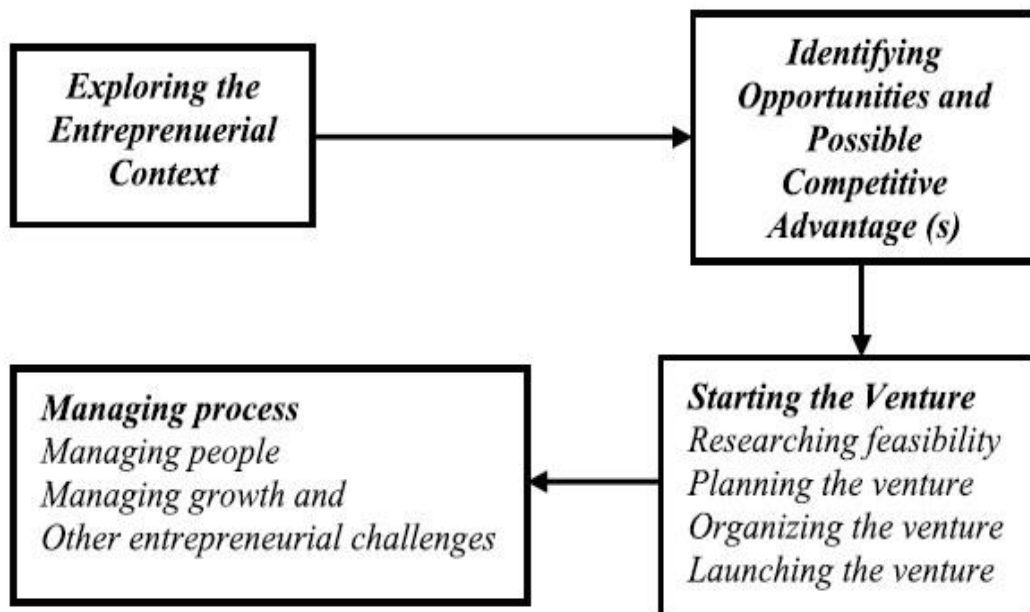 Exploring the
Entreprenuerial
Context
Identifying
Opportunities and
Possible
Competitive
Advantage (s)
Starting the Venture
Researching feasibility
Planning the venture
Organizing the venture
Launching the venture
Managing process
Managing people
Managing growth and
Other entrepreneurial challenges